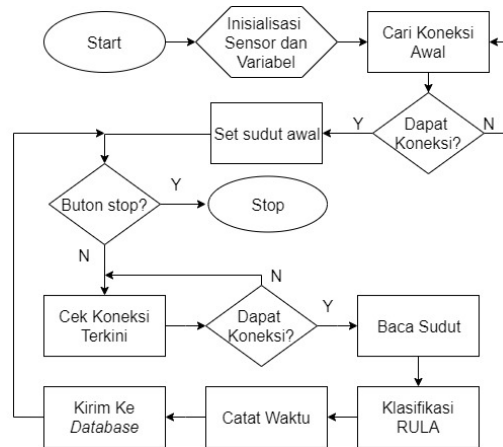 Start
Inisialisasi
Sensor dan
Variabel
Cari Koneksi
Awal
Dapat
Koneksi?
Y
N
Set sudut awal
Buton stop?
Y
Stop
N
Cek Koneksi
Terkini
Dapat
Koneksi?
N
Y
Baca Sudut
Klasifikasi
RULA
Catat Waktu
Kirim Ke
Database